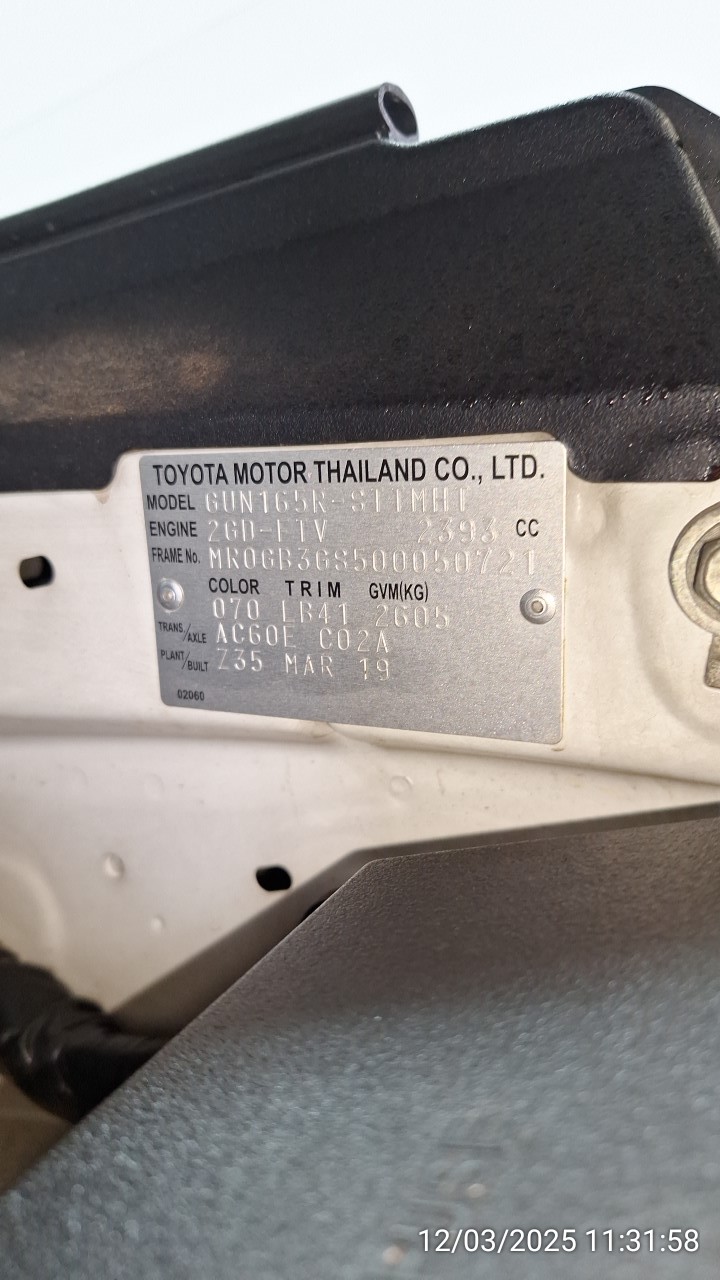 TOYOTA MOTOR THAILAND CO., LTD.
MODEL GUN165R-STTMHT
ENGINE 2GD-FTV 2393 CC
FRAME No. MR0GB3GS500050721
COLOR TRIM GVM(KG)
070 LB41 2605
TRANS/AXLE AC60E C02A
PLANT/BUILT Z35 MAR 19
02060
12/03/2025 11:31:58